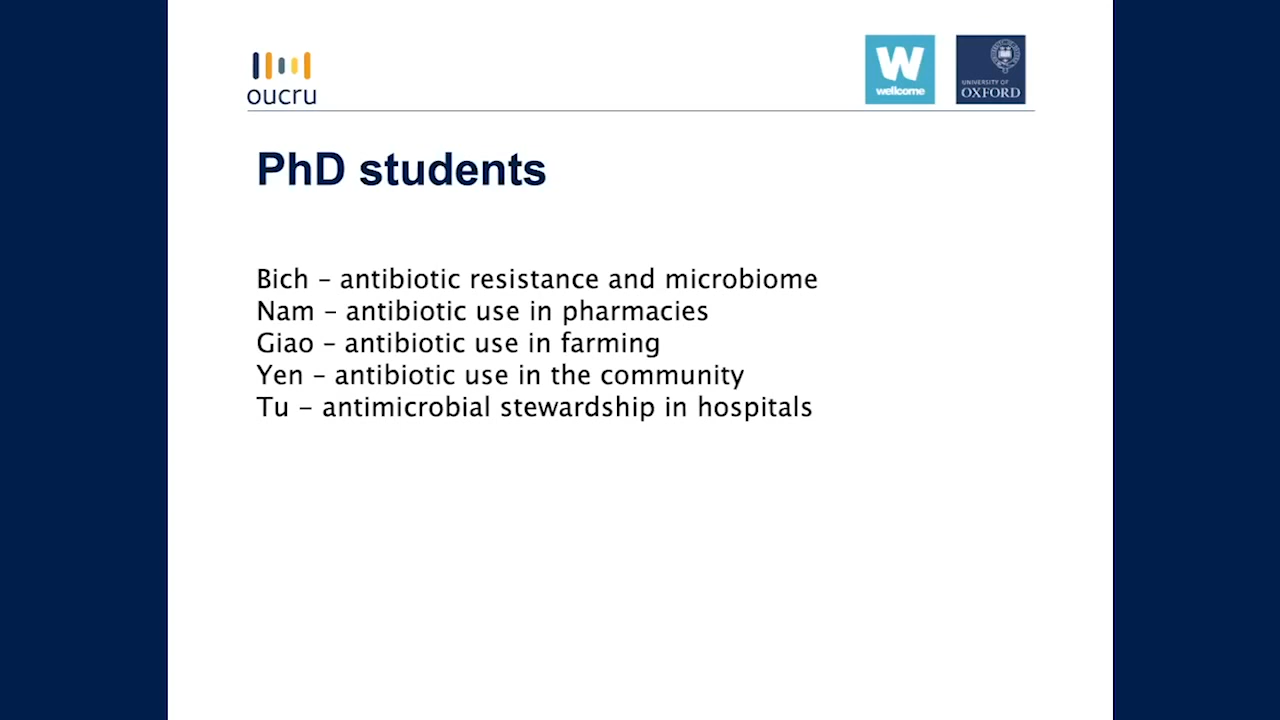 oucru
W
wellcome
UNIVERSITY OF
OXFORD
PhD students
Bich – antibiotic resistance and microbiome
Nam – antibiotic use in pharmacies
Giao – antibiotic use in farming
Yen – antibiotic use in the community
Tu – antimicrobial stewardship in hospitals